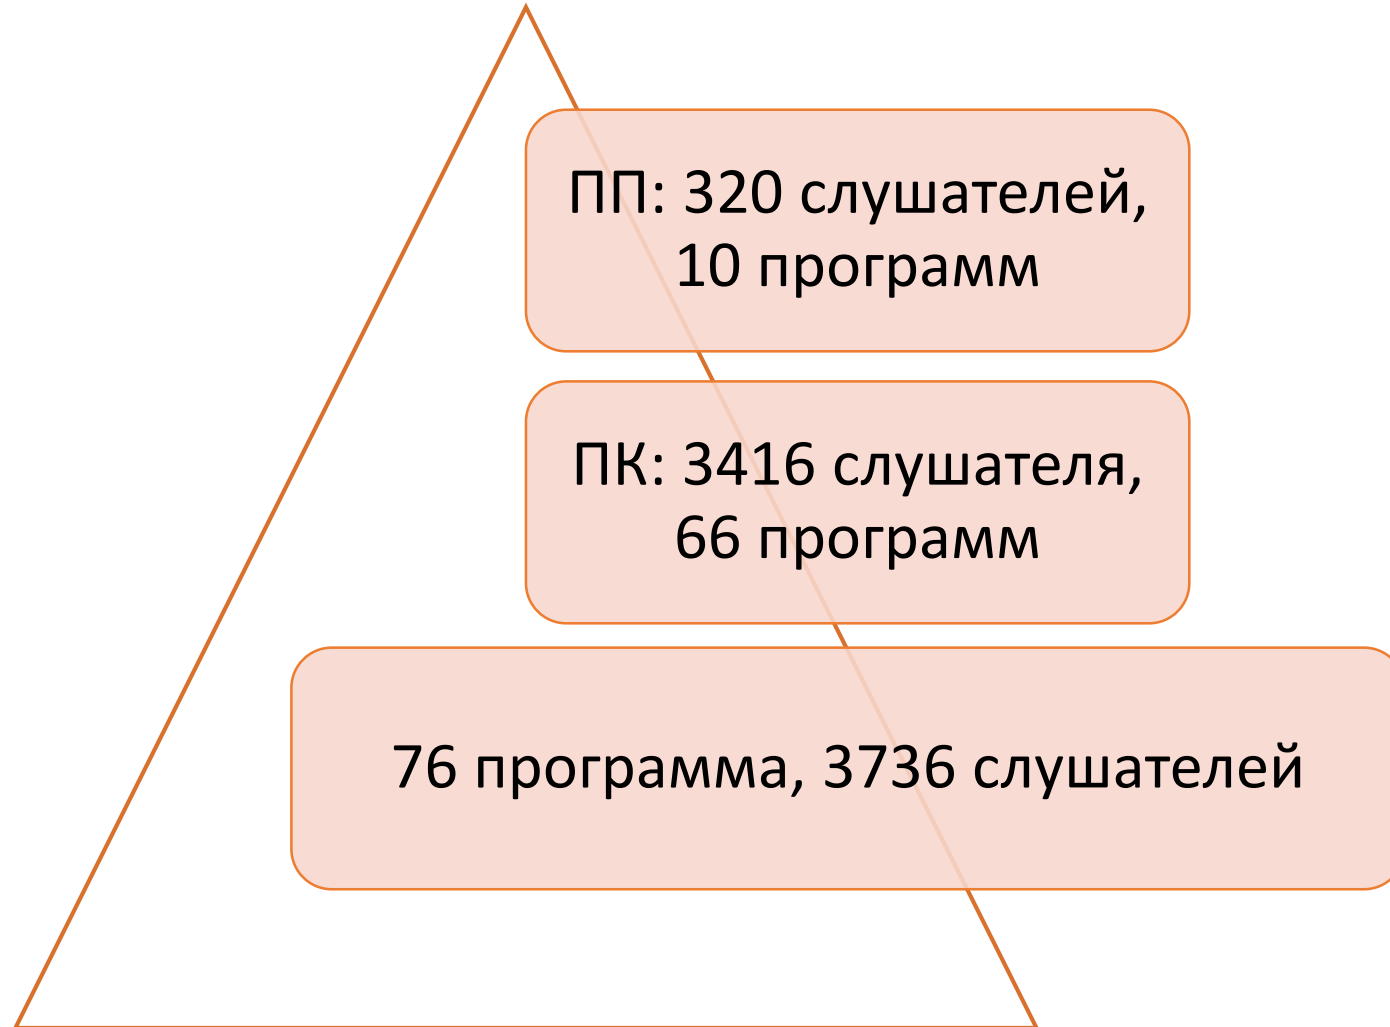 ПП: 320 слушателей,
10 программ
ПК: 3416 слушателя,
66 программ
76 программа, 3736 слушателей